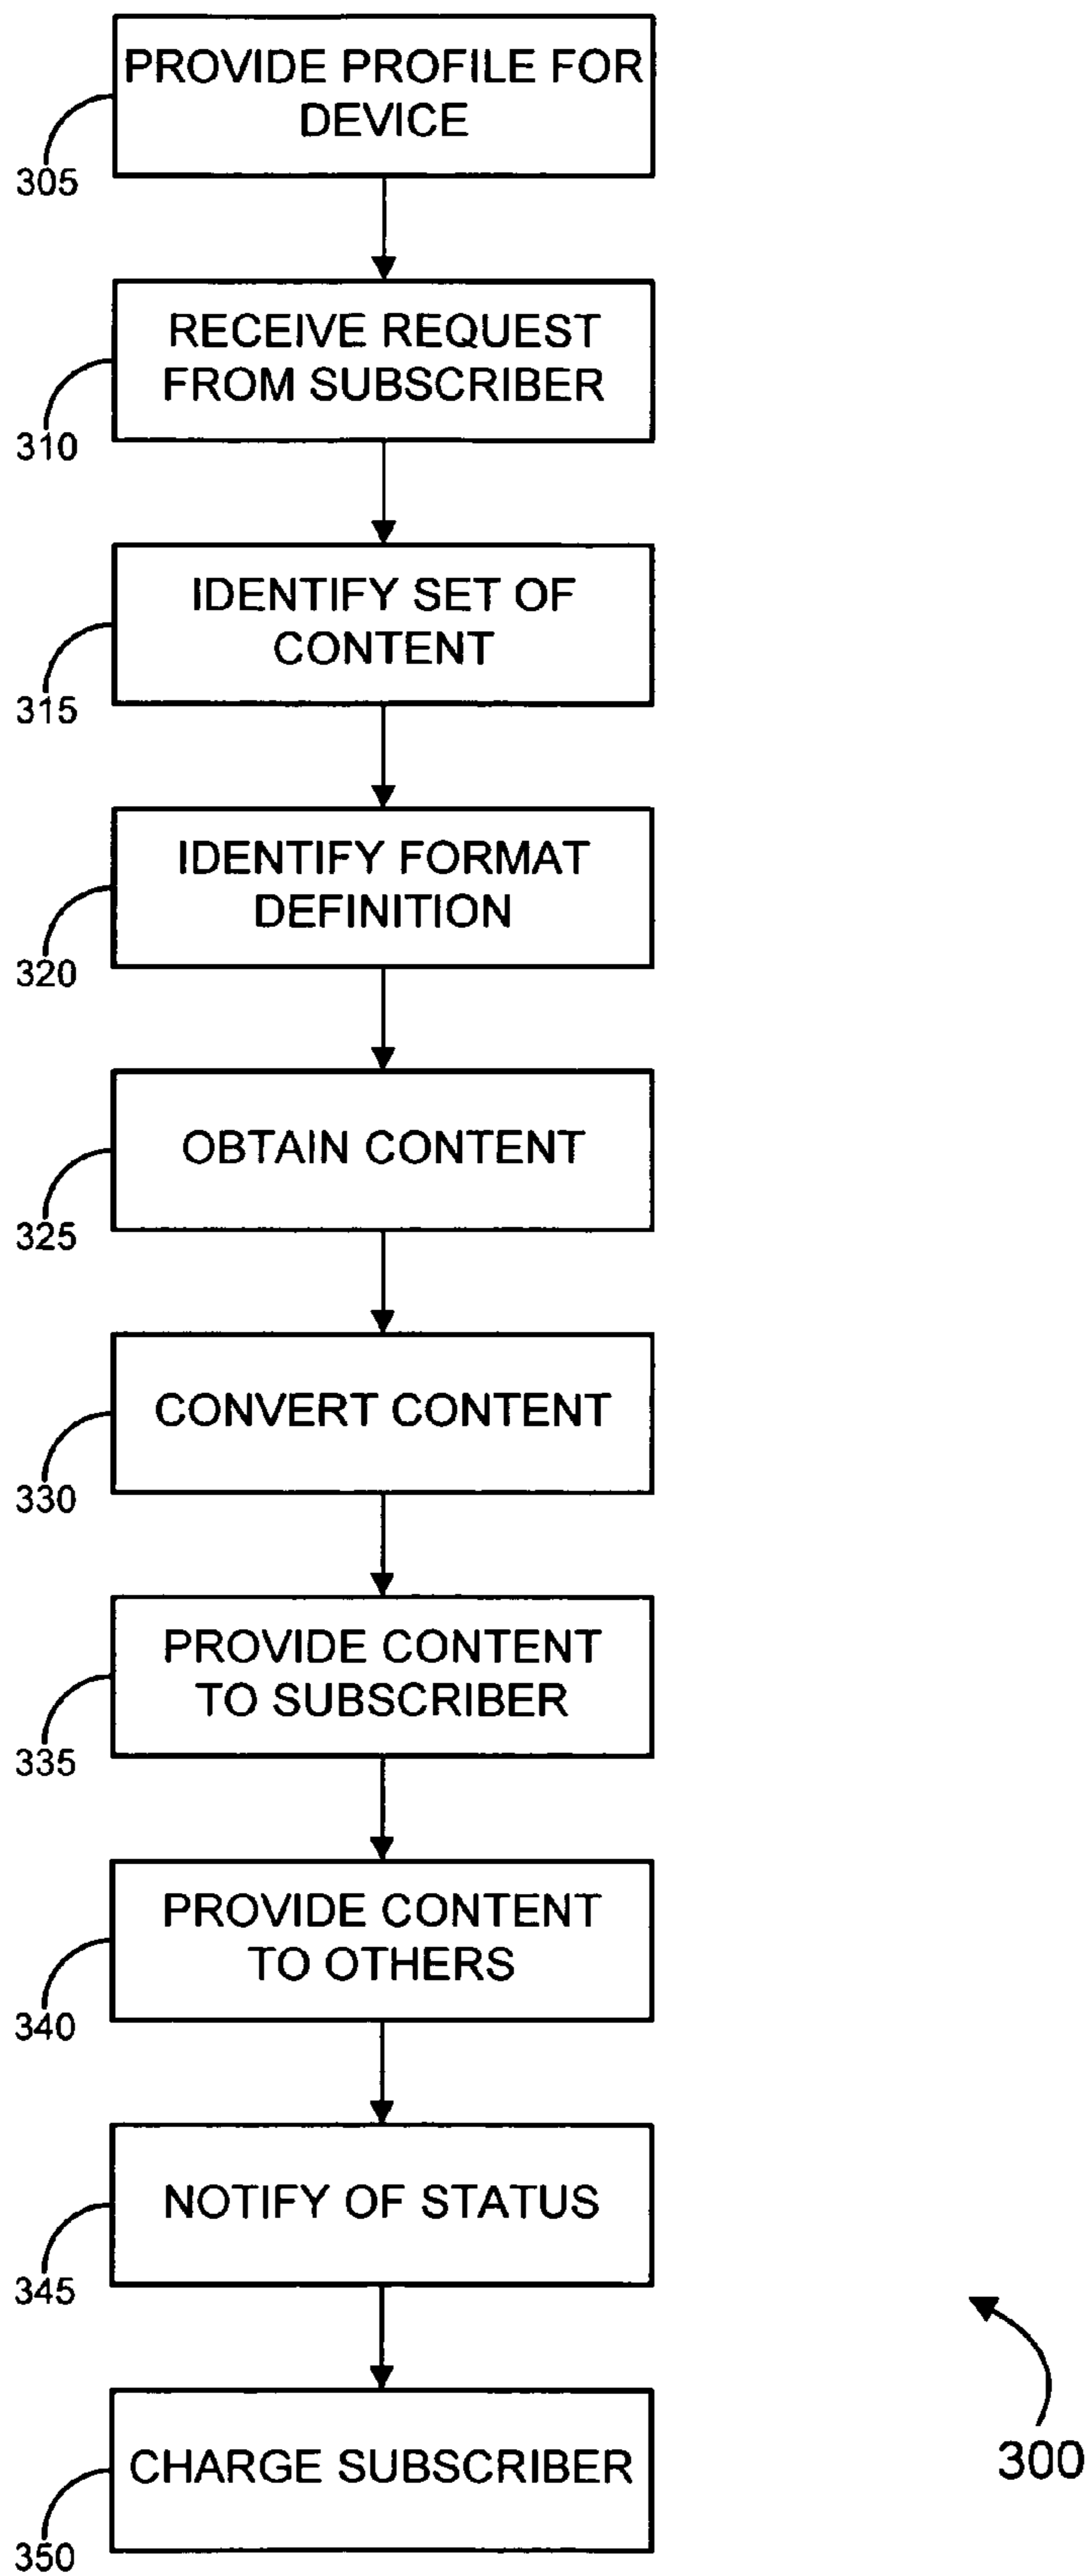 PROVIDE PROFILE FOR
DEVICE
305
RECEIVE REQUEST
FROM SUBSCRIBER
310
IDENTIFY SET OF
CONTENT
315
IDENTIFY FORMAT
DEFINITION
320
OBTAIN CONTENT
325
CONVERT CONTENT
330
PROVIDE CONTENT
TO SUBSCRIBER
335
PROVIDE CONTENT
TO OTHERS
340
NOTIFY OF STATUS
345
CHARGE SUBSCRIBER
350
300